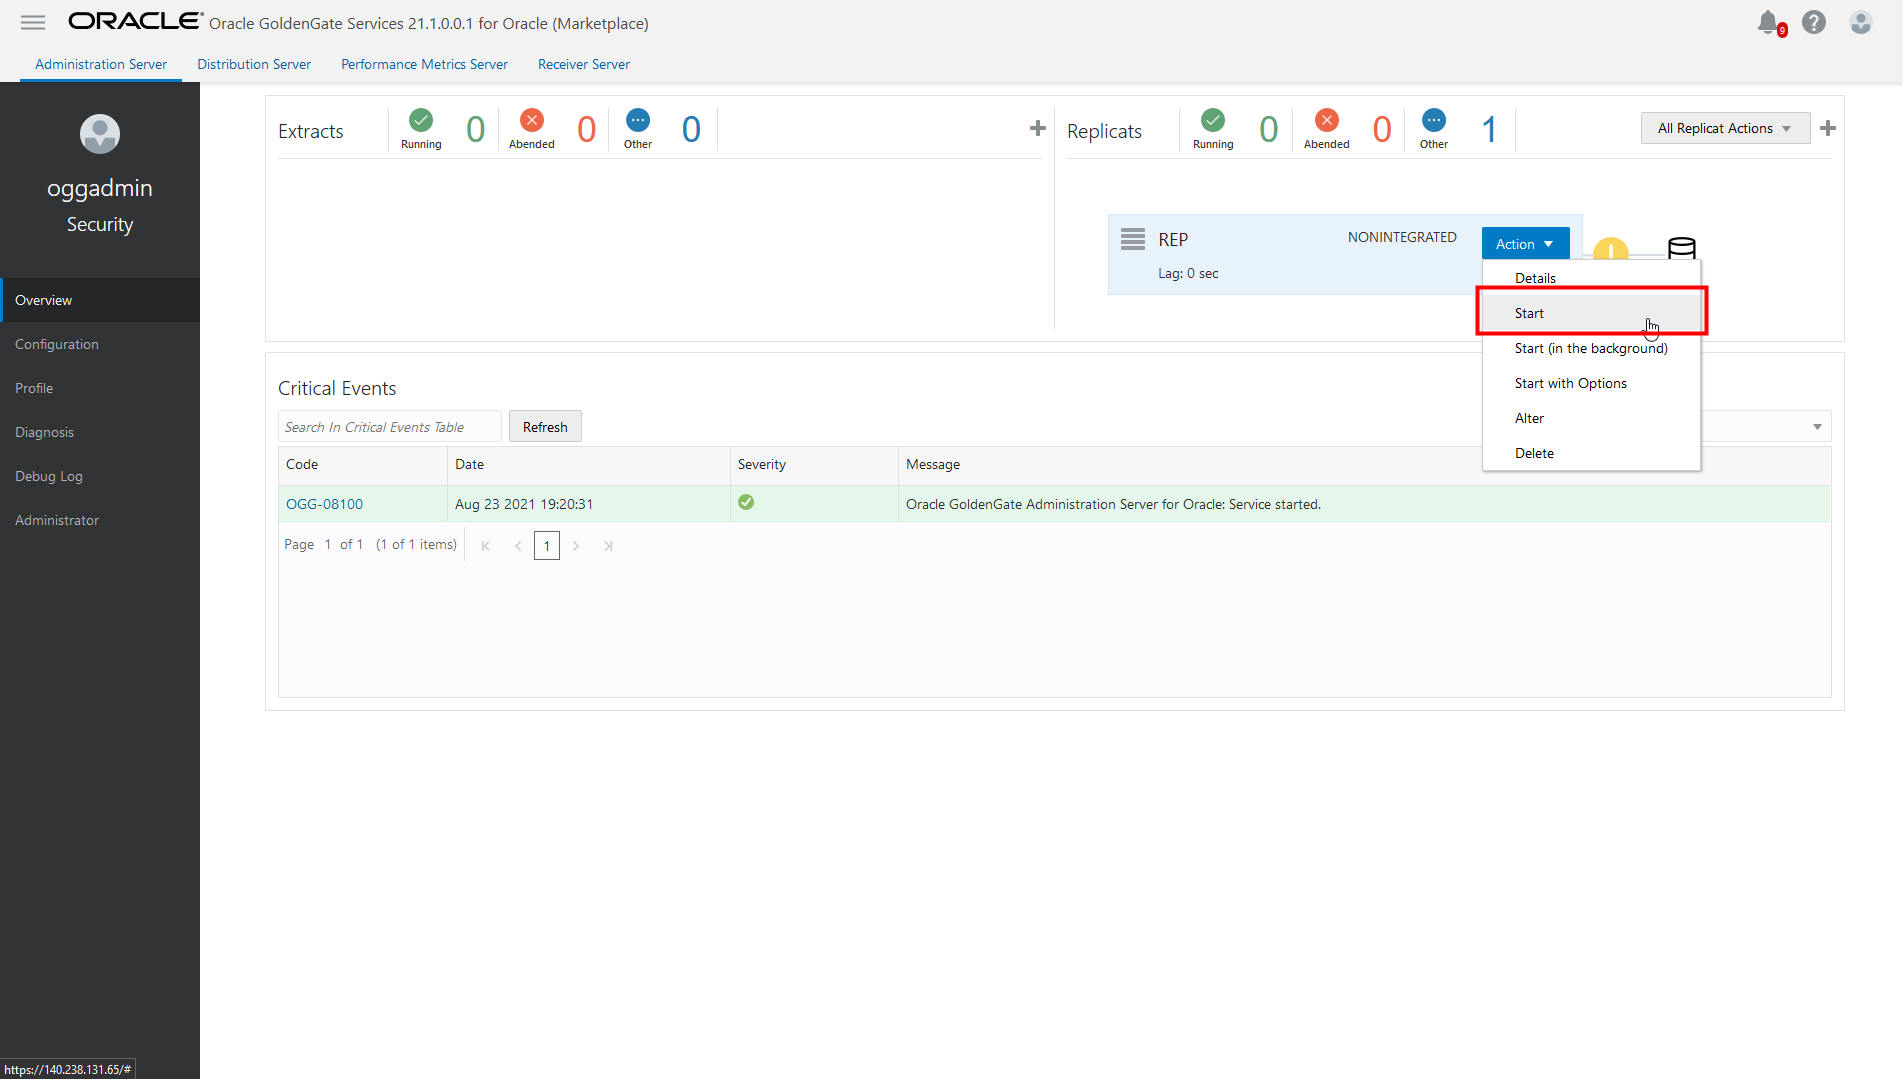 ORACLE Oracle GoldenGate Services 21.1.0.0.1 for Oracle (Marketplace)
9
?
Administration Server
Distribution Server
Performance Metrics Server
Receiver Server
oggadmin
Security
Overview
Configuration
Profile
Diagnosis
Debug Log
Administrator
Extracts
Running
0
Abended
0
Other
0
Replicats
Running
0
Abended
0
Other
1
All Replicat Actions
REP
NONINTEGRATED
Action
Lag: 0 sec
Details
Start
Start (in the background)
Start with Options
Alter
Delete
Critical Events
Search In Critical Events Table
Refresh
Code Date Severity Message
OGG-08100 Aug 23 2021 19:20:31 Oracle GoldenGate Administration Server for Oracle: Service started.
Page 1 of 1 (1 of 1 items) 1
https://140.238.131.65/#